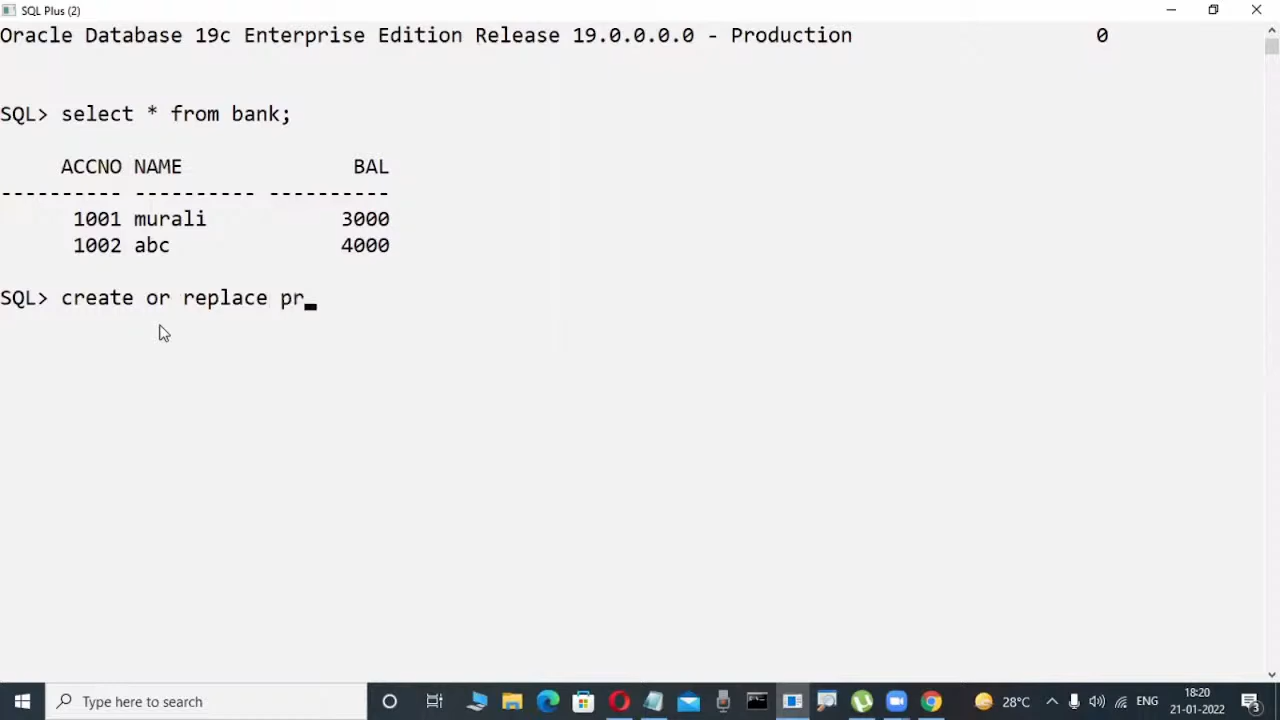 SQL Plus (2)
Oracle Database 19c Enterprise Edition Release 19.0.0.0.0 - Production 0
SQL> select * from bank;
ACCNO NAME BAL
---------- ---------- ----------
1001 murali 3000
1002 abc 4000
SQL> create or replace pr_
Type here to search
28°C
ENG
18:20
21-01-2022
3